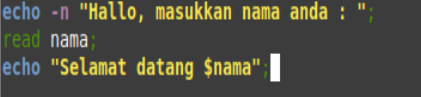 echo -n "Hallo, masukkan nama anda : ";
read nama;
echo "Selamat datang $nama";